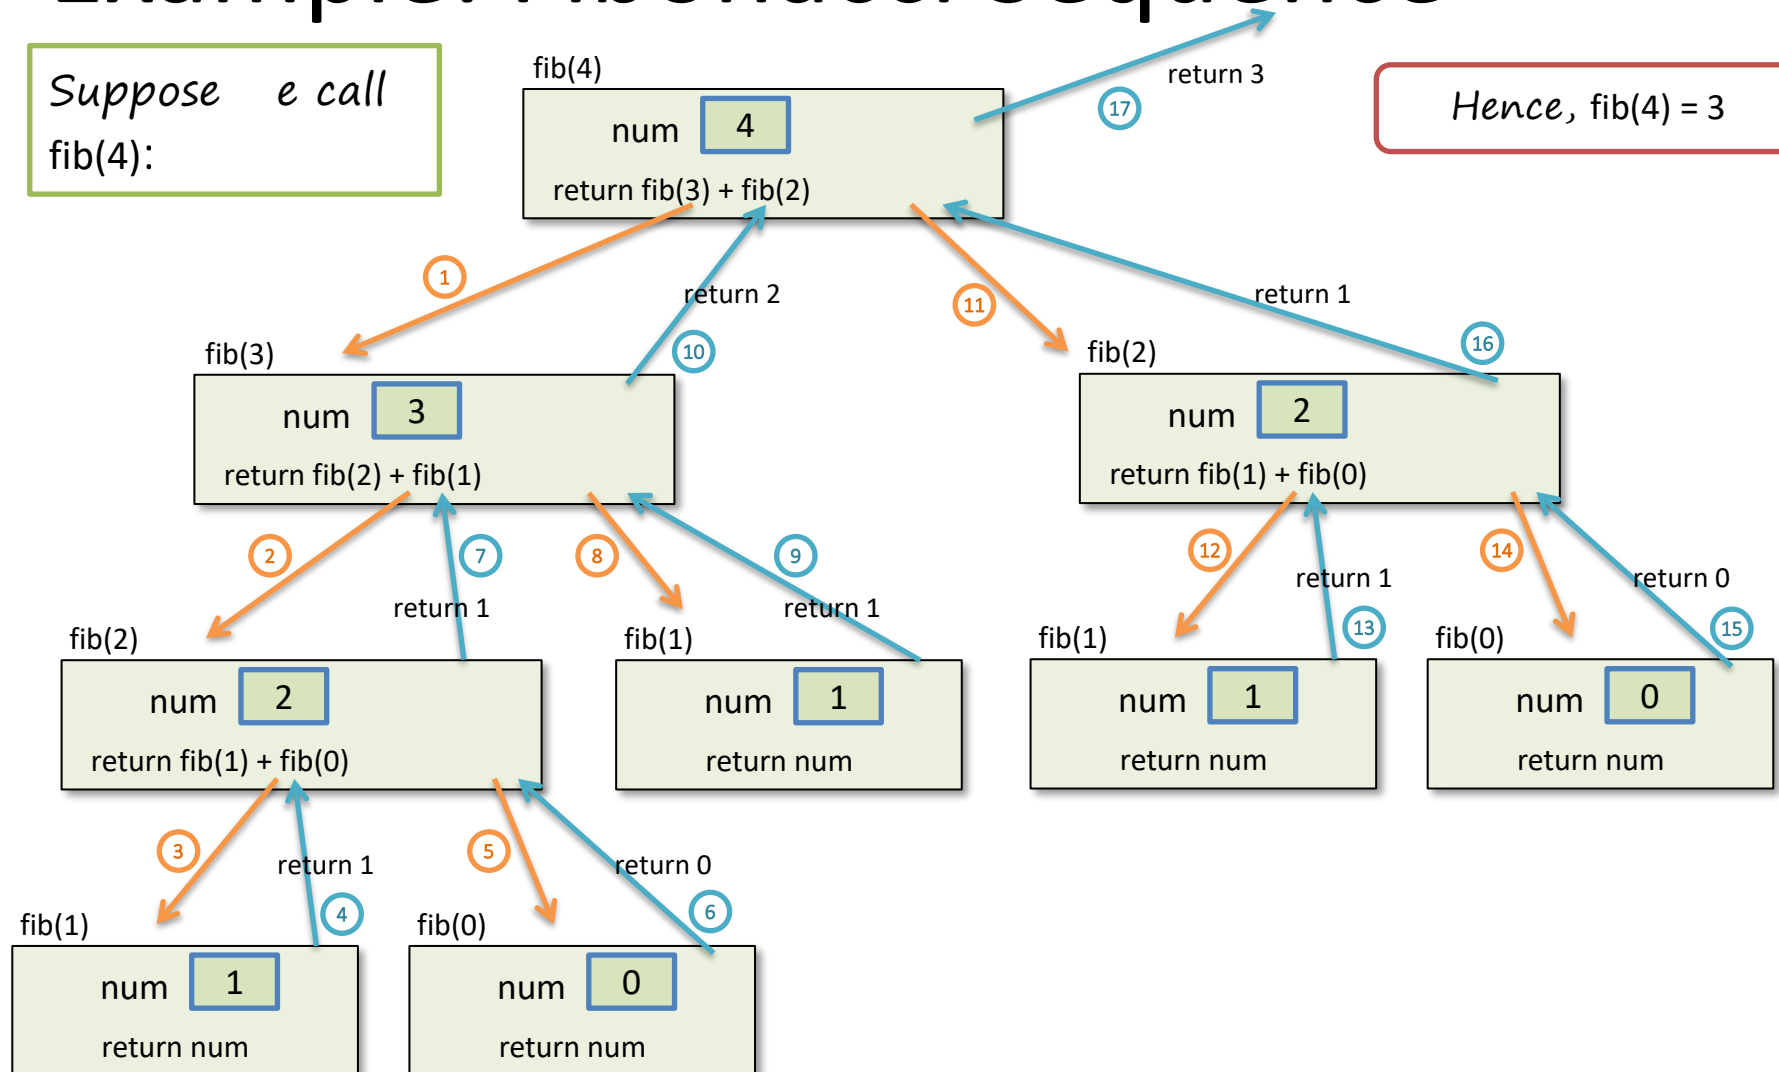 Example: Fibonacci Sequence
Suppose e call
fib(4):
fib(4)
num 4
return fib(3) + fib(2)
return 3
17
Hence, fib(4) = 3
1
return 2
10
11
return 1
16
fib(3)
num 3
return fib(2) + fib(1)
fib(2)
num 2
return fib(1) + fib(0)
2
7
return 1
8
9
return 1
12
return 1
13
14
return 0
15
fib(2)
num 2
return fib(1) + fib(0)
fib(1)
num 1
return num
fib(1)
num 1
return num
fib(0)
num 0
return num
3
return 1
4
5
return 0
6
fib(1)
num 1
return num
fib(0)
num 0
return num